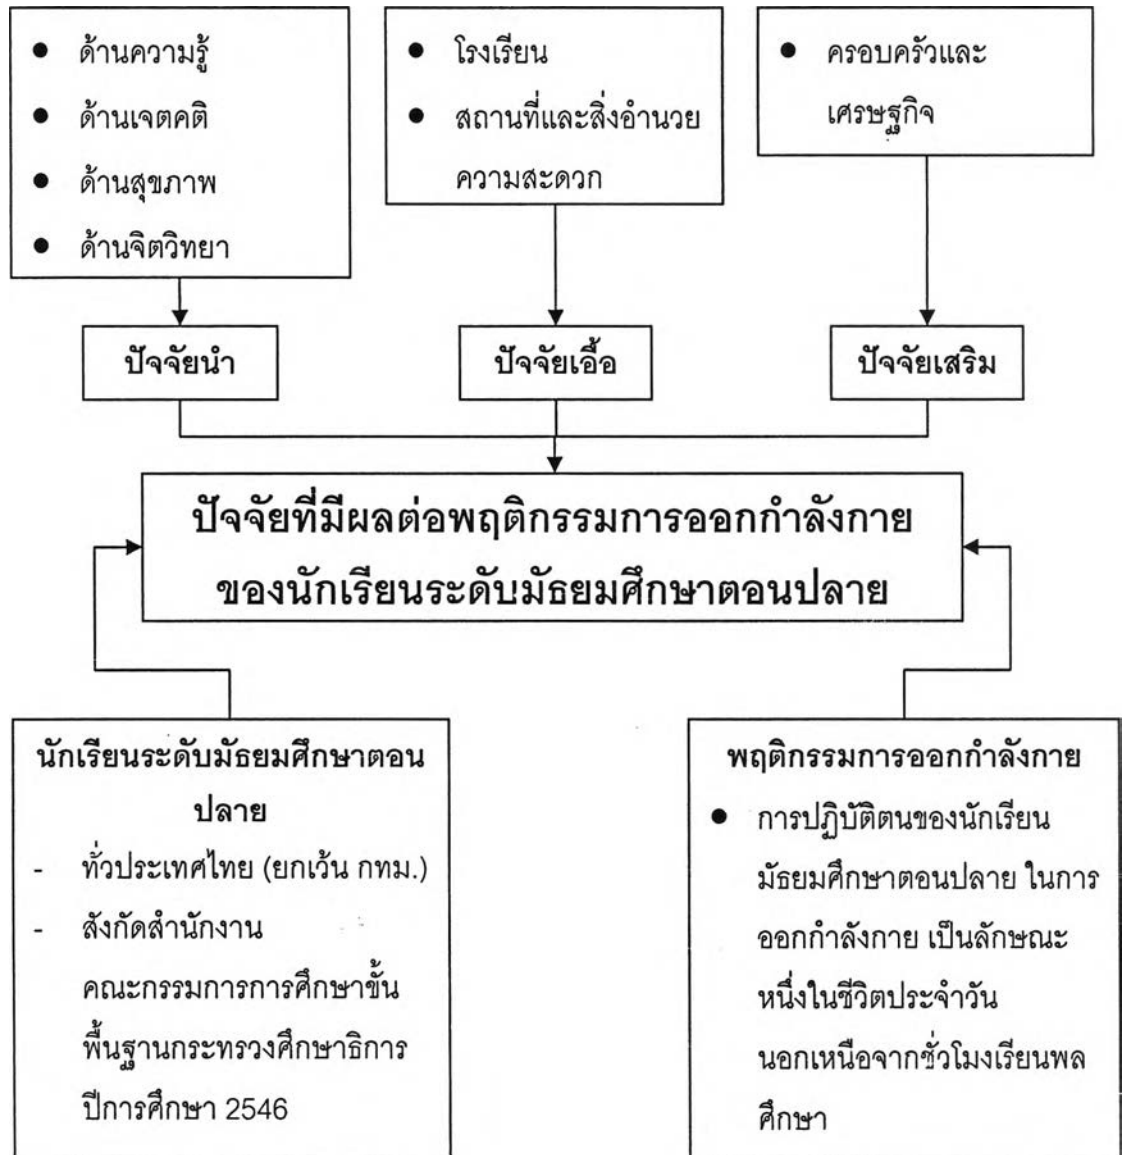 ● ด้านความรู้
● ด้านเจตคติ
● ด้านสุขภาพ
● ด้านจิตวิทยา
● โรงเรียน
● สถานที่และสิ่งอำนวย
ความสะดวก
● ครอบครัวและ
เศรษฐกิจ
ปัจจัยนำ
ปัจจัยเอื้อ
ปัจจัยเสริม
ปัจจัยที่มีผลต่อพฤติกรรมการออกกำลังกาย
ของนักเรียนระดับมัธยมศึกษาตอนปลาย
นักเรียนระดับมัธยมศึกษาตอน
ปลาย
- ทั่วประเทศไทย (ยกเว้น กทม.)
- สังกัดสำนักงาน
คณะกรรมการการศึกษาขั้น
พื้นฐานกระทรวงศึกษาธิการ
ปีการศึกษา 2546
พฤติกรรมการออกกำลังกาย
● การปฏิบัติตนของนักเรียน
มัธยมศึกษาตอนปลาย ในการ
ออกกำลังกาย เป็นลักษณะ
หนึ่งในชีวิตประจำวัน
นอกเหนือจากชั่วโมงเรียนพล
ศึกษา